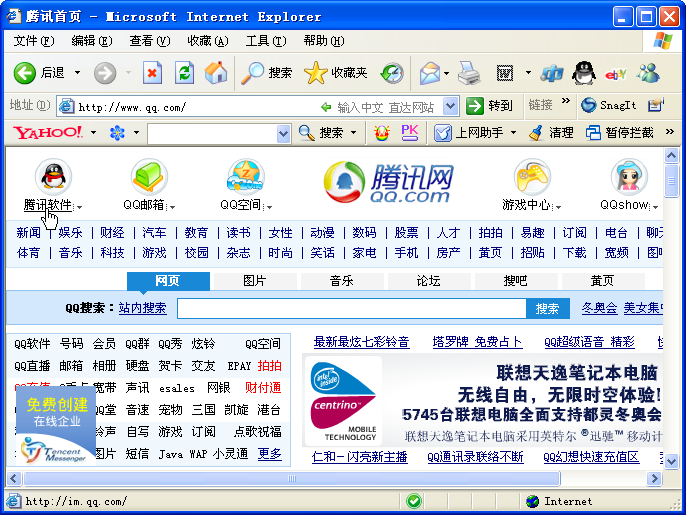 腾讯首页 - Microsoft Internet Explorer
文件(F) 编辑(E) 查看(V) 收藏(A) 工具(T) 帮助(H)
后退 搜索 收藏夹 ebY
地址(D) http://www.qq.com/ 输入中文 直达网站 转到 链接 » SnagIt
YAHOO! 搜索 PK 上网助手 清理 暂停拦截 »
腾讯软件 QQ邮箱 QQ空间 腾讯网 QQ.com 游戏中心 QQshow
新闻 | 娱乐 | 财经 | 汽车 | 教育 | 读书 | 女性 | 动漫 | 数码 | 股票 | 人才 | 拍拍 | 易趣 | 订阅 | 电台 |
体育 | 音乐 | 科技 | 游戏 | 校园 | 杂志 | 时尚 | 笑话 | 家电 | 手机 | 房产 | 黄页 | 招贴 | 下载 | 宽频 |
网页 图片 音乐 论坛 搜吧 黄页
QQ搜索：站内搜索 搜索 冬奥会 美女集中
QQ软件 号码 会员 QQ群 QQ秀 炫铃 QQ空间
QQ直播 邮箱 相册 硬盘 贺卡 交友 EPAY 拍拍
宽带 声讯 esales 网银 财付通
QQ堂 音速 宠物 三国 凯旋 港台
铃声 自写 游戏 订阅 点歌祝福
图片 短信 Java WAP 小灵通 更多
免费创建
在线企业
Tencent
Messenger
最新最炫七彩铃音 塔罗牌 免费占卜 QQ超级语音 精彩
intel inside
centrino
MOBILE
TECHNOLOGY
联想天逸笔记本电脑
无线自由，无限时空体验!
5745台联想电脑全面支持都灵冬奥会
联想天逸笔记本电脑采用英特尔®迅驰™移动计
仁和－闪亮新主播 QQ通讯录联络不断 QQ幻想快速充值区
http://im.qq.com/ Internet